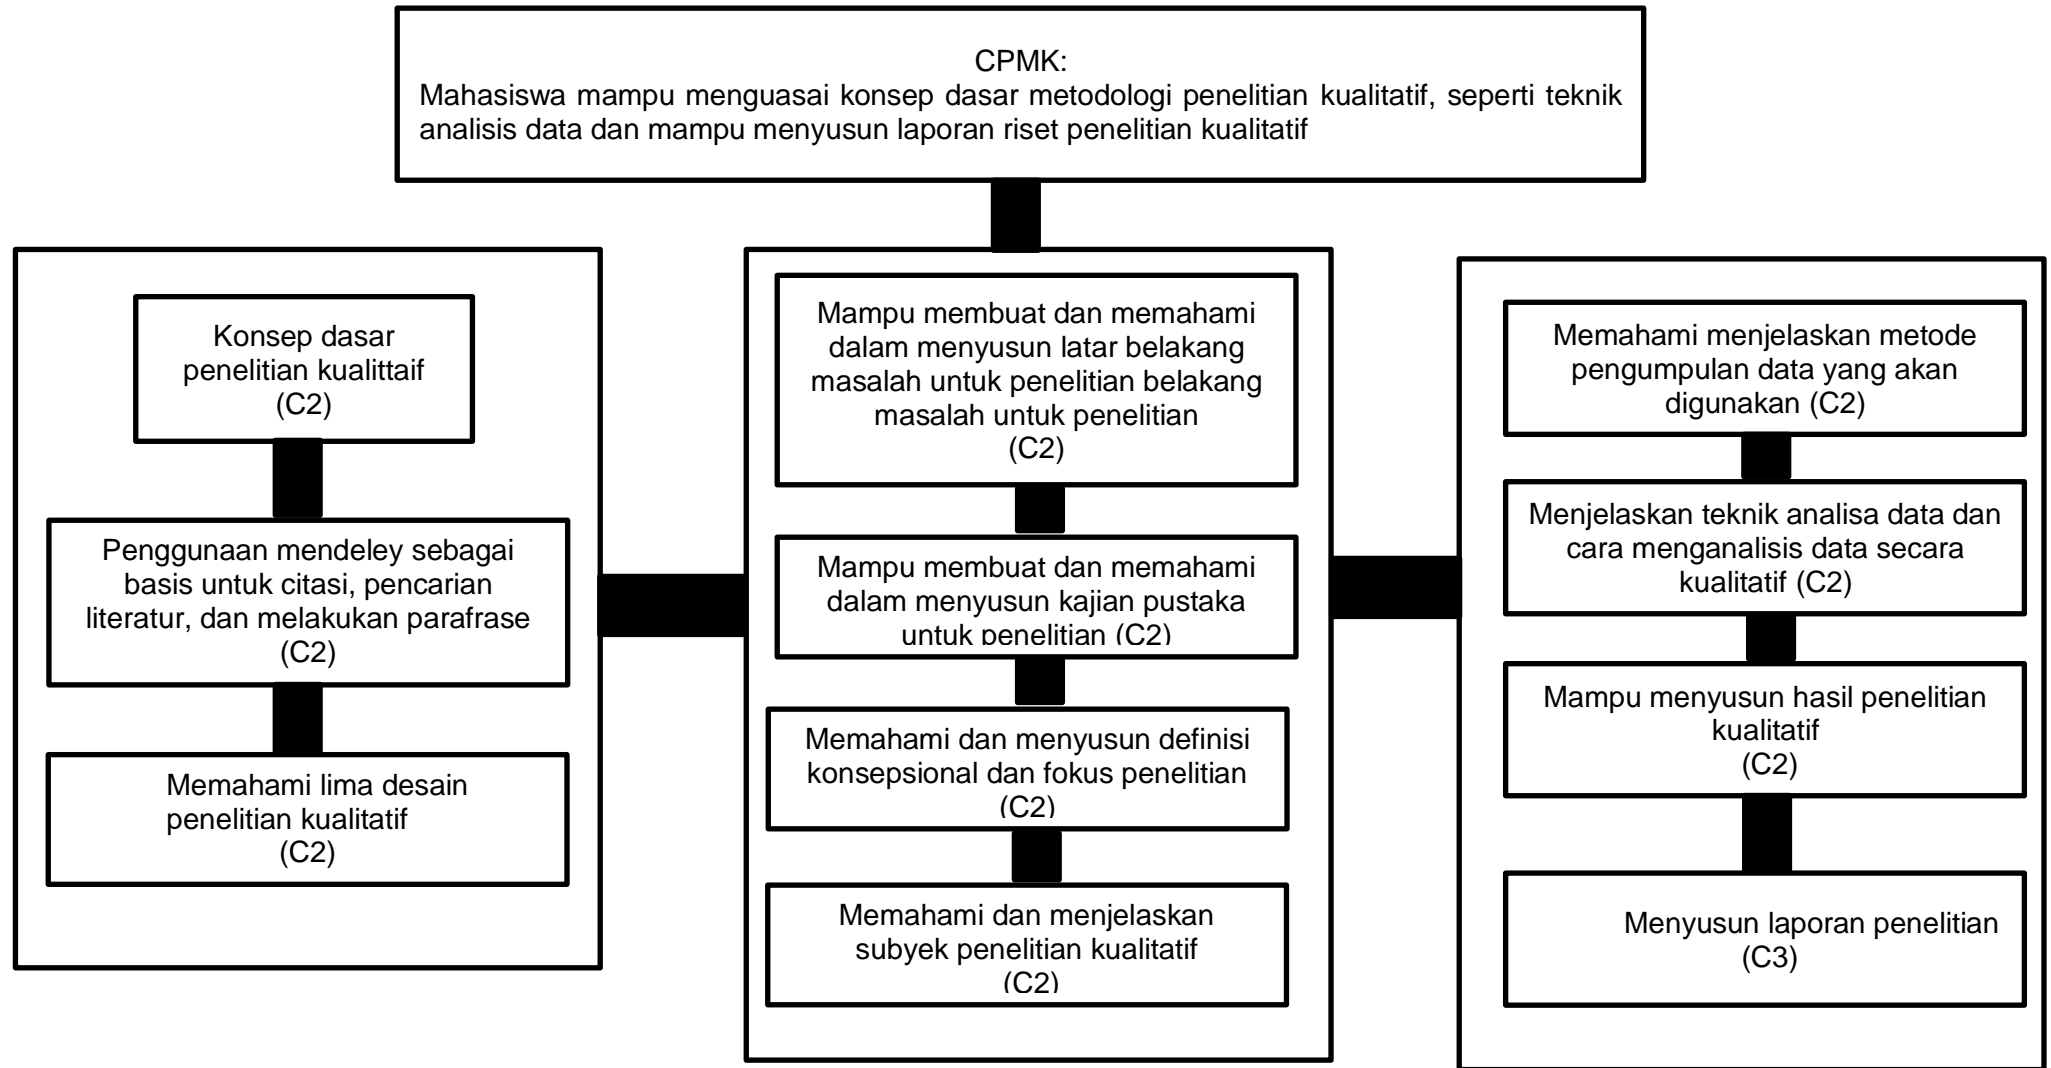 CPMK:
Mahasiswa mampu menguasai konsep dasar metodologi penelitian kualitatif, seperti teknik
analisis data dan mampu menyusun laporan riset penelitian kualitatif
Konsep dasar
penelitian kualittaif
(C2)
Penggunaan mendeley sebagai
basis untuk citasi, pencarian
literatur, dan melakukan parafrase
(C2)
Memahami lima desain
penelitian kualitatif
(C2)
Mampu membuat dan memahami
dalam menyusun latar belakang
masalah untuk penelitian belakang
masalah untuk penelitian
(C2)
Mampu membuat dan memahami
dalam menyusun kajian pustaka
untuk penelitian (C2)
Memahami dan menyusun definisi
konsepsional dan fokus penelitian
(C2)
Memahami dan menjelaskan
subyek penelitian kualitatif
(C2)
Memahami menjelaskan metode
pengumpulan data yang akan
digunakan (C2)
Menjelaskan teknik analisa data dan
cara menganalisis data secara
kualitatif (C2)
Mampu menyusun hasil penelitian
kualitatif
(C2)
Menyusun laporan penelitian
(C3)